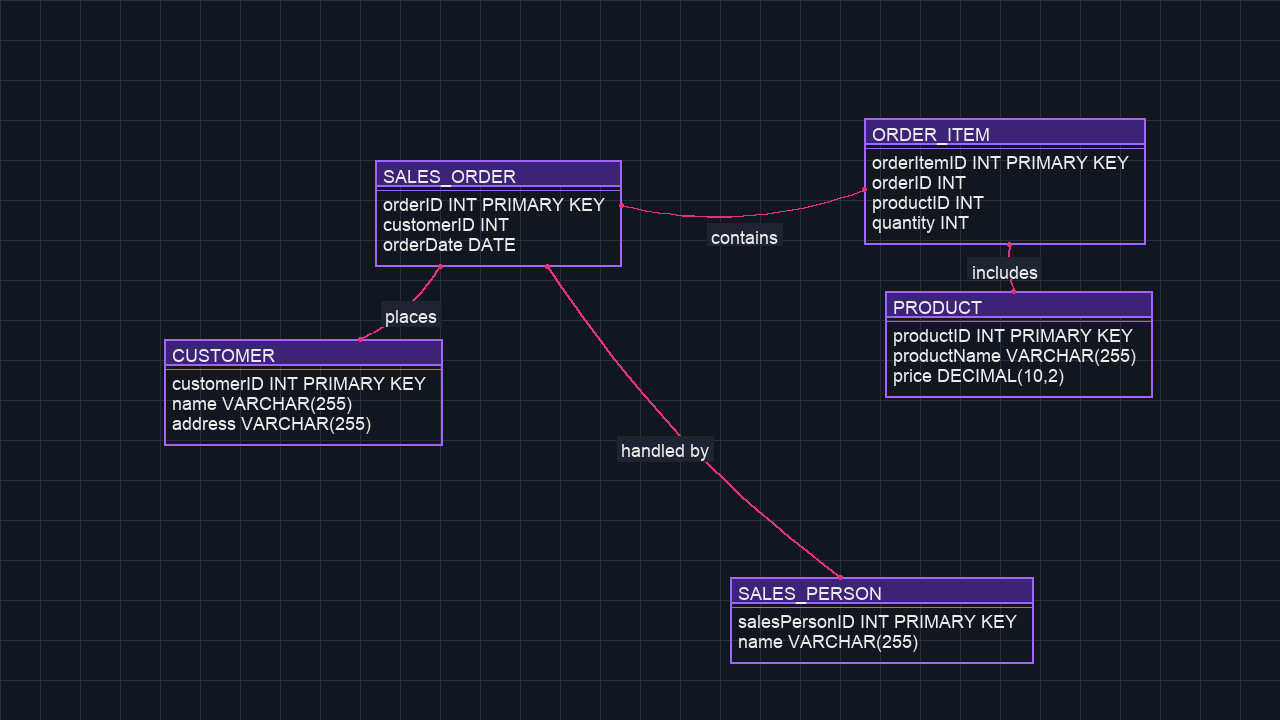 SALES_ORDER
orderID INT PRIMARY KEY
customerID INT
orderDate DATE
contains
ORDER_ITEM
orderItemID INT PRIMARY KEY
orderID INT
productID INT
quantity INT
includes
PRODUCT
productID INT PRIMARY KEY
productName VARCHAR(255)
price DECIMAL(10,2)
places
CUSTOMER
customerID INT PRIMARY KEY
name VARCHAR(255)
address VARCHAR(255)
handled by
SALES_PERSON
salesPersonID INT PRIMARY KEY
name VARCHAR(255)